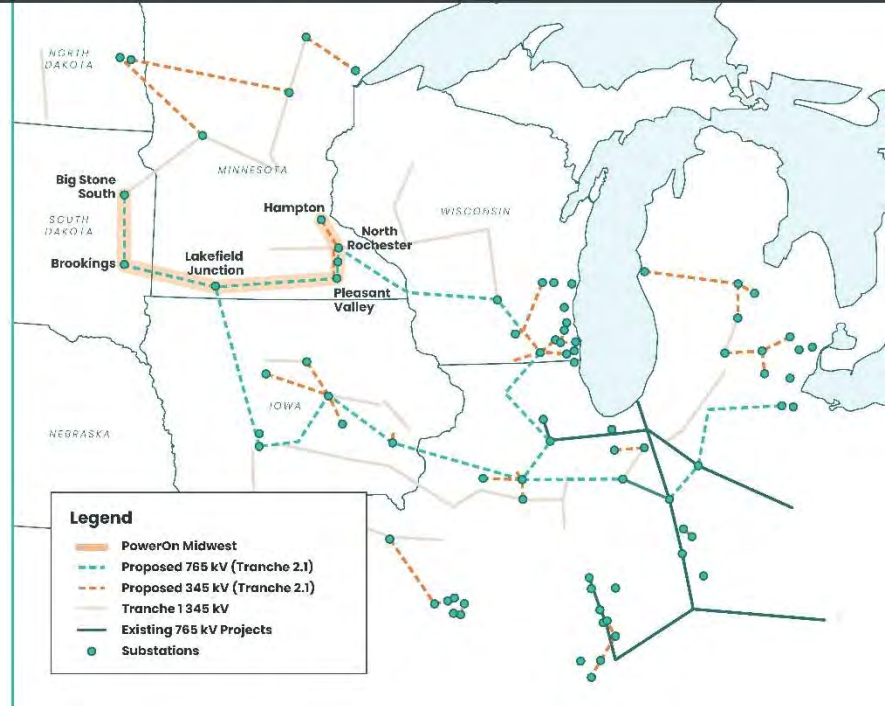 NORTH
DAKOTA
MINNESOTA
Big Stone
South
SOUTH
DAKOTA
Brookings
Lakefield
Junction
Hampton
North
Rochester
Pleasant
Valley
WISCONSIN
IOWA
NEBRASKA
Legend
PowerOn Midwest
Proposed 765 kV (Tranche 2.1)
Proposed 345 kV (Tranche 2.1)
Tranche 1 345 kV
Existing 765 kV Projects
Substations